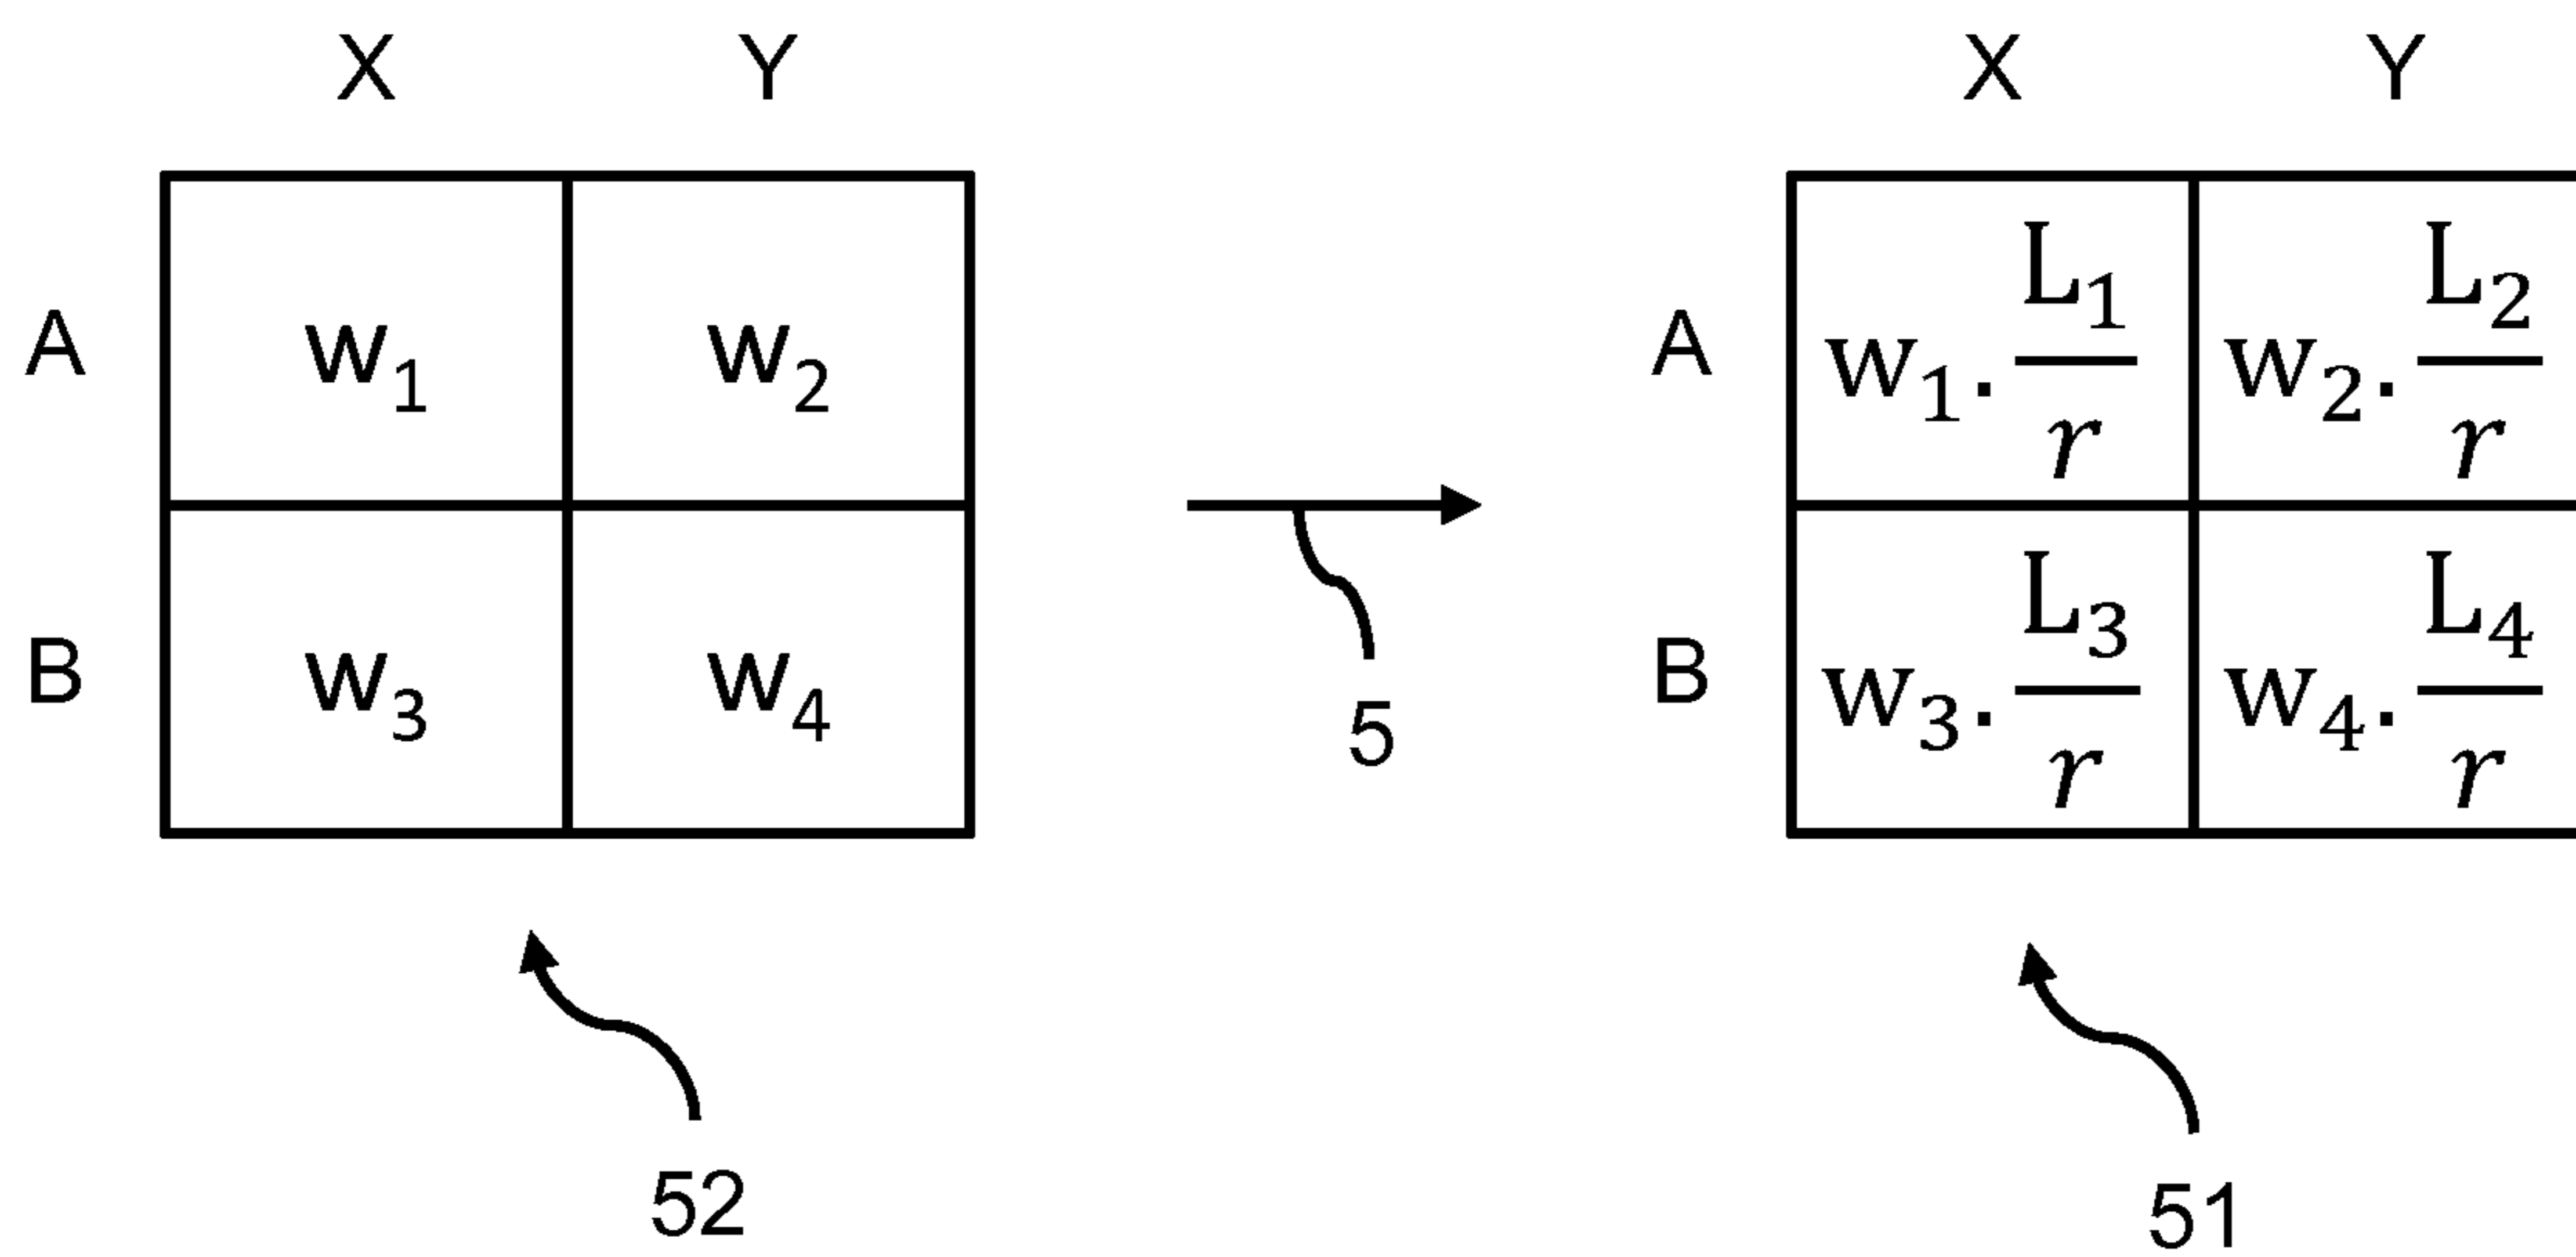 X Y X Y
A w₁ w₂ A w₁.L₁/r w₂.L₂/r
B w₃ w₄ B w₃.L₃/r w₄.L₄/r
5
52 51